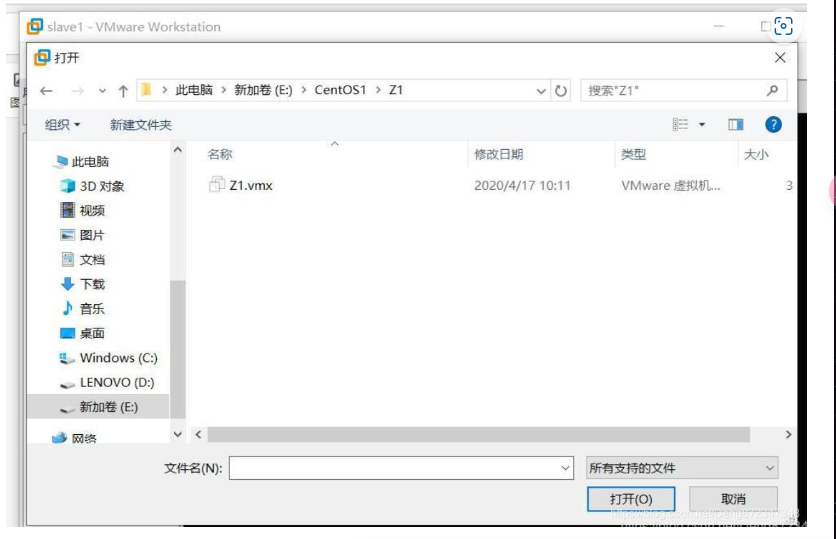 slave1 - VMware Workstation
打开
此电脑 > 新加卷 (E:) > CentOS1 > Z1
搜索"Z1"
组织 新建文件夹
名称 修改日期 类型 大小
Z1.vmx 2020/4/17 10:11 VMware 虚拟机... 3
此电脑
3D 对象
视频
图片
文档
下载
音乐
桌面
Windows (C:)
LENOVO (D:)
新加卷 (E:)
网络
文件名(N): 所有支持的文件
打开(O) 取消